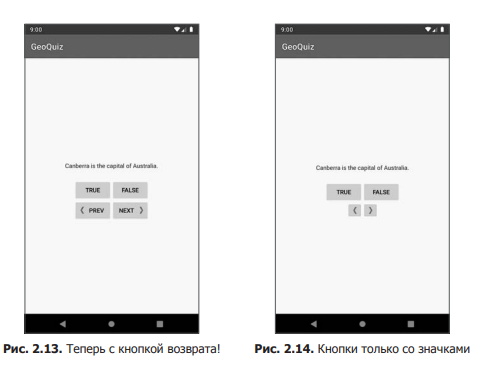 9:00
GeoQuiz
Canberra is the capital of Australia.
TRUE FALSE
PREV NEXT
Рис. 2.13. Теперь с кнопкой возврата!
9:00
GeoQuiz
Canberra is the capital of Australia.
TRUE FALSE
Рис. 2.14. Кнопки только со значками